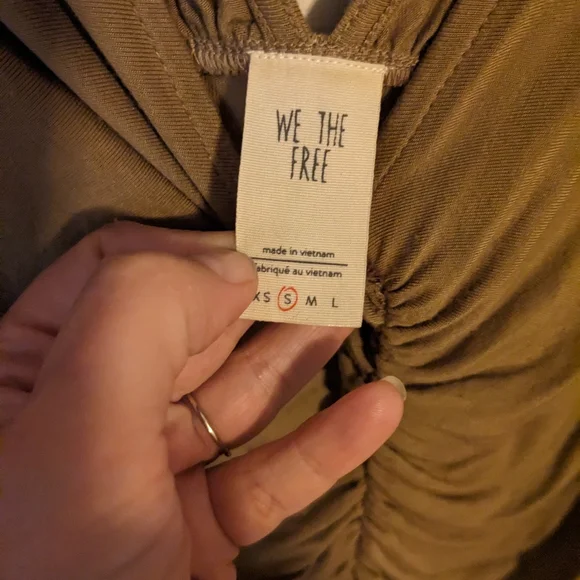 WE THE
FREE
made in vietnam
fabriqué au vietnam
XS S M L